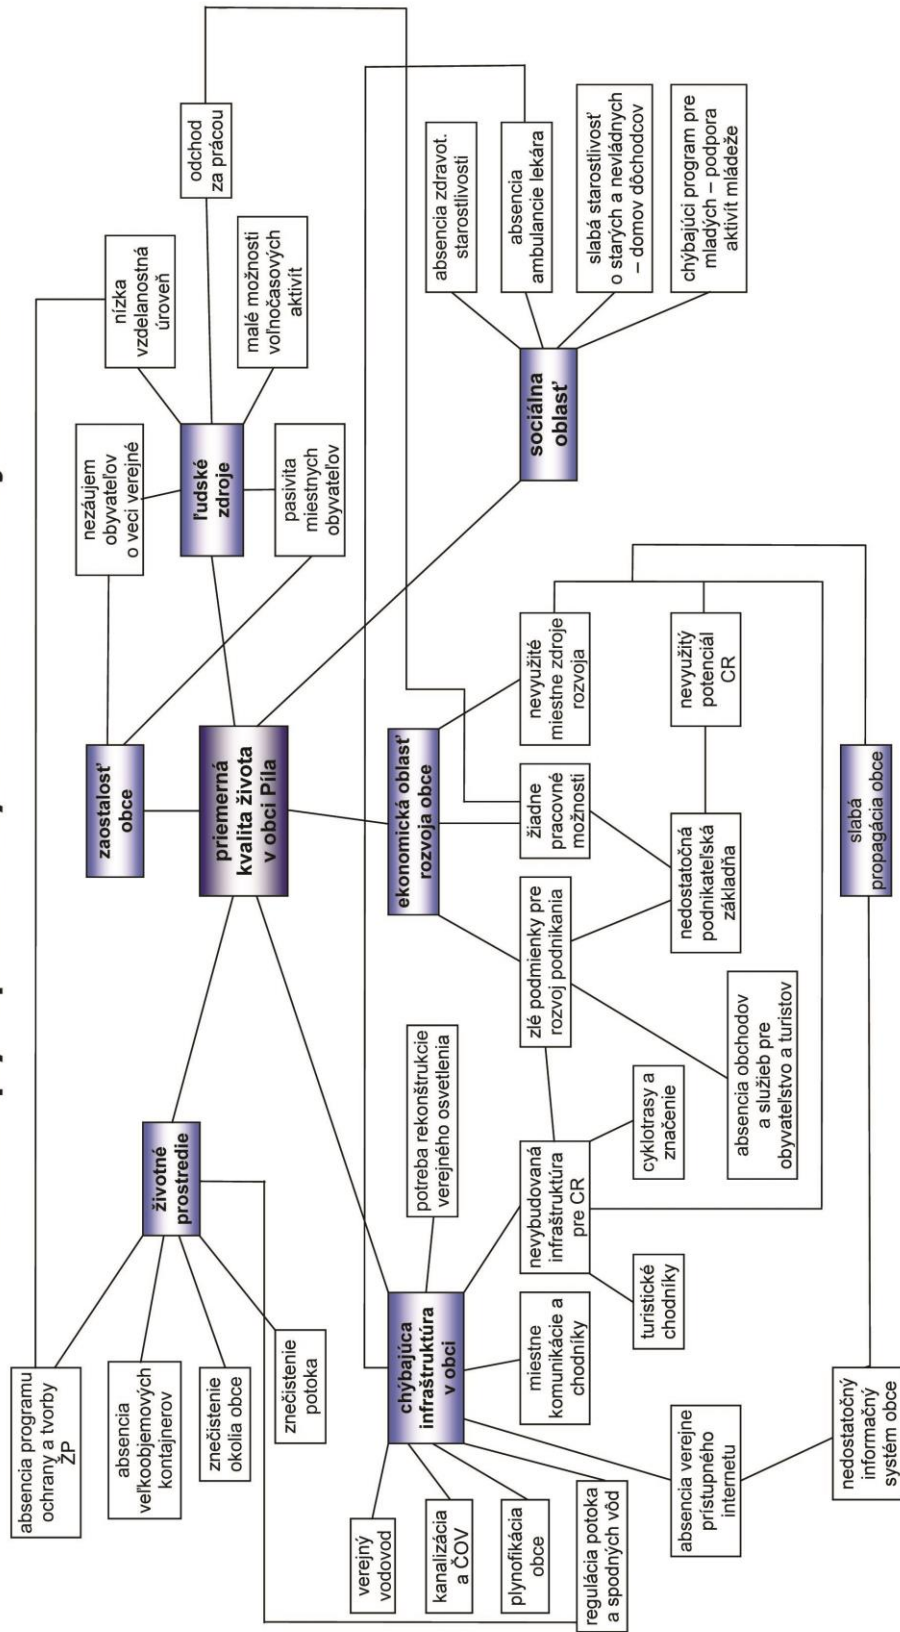 absencia programu
ochrany a tvorby
ŽP
absencia
veľkoobjemových
kontajnerov
znečistenie
okolia obce
znečistenie
potoka
životné
prostredie
zaostalosť
obce
nezáujem
obyvateľov
o veci verejné
nízka
vzdelanostná
úroveň
odchod
za prácou
ľudské
zdroje
malé možnosti
voľnočasových
aktivít
pasivita
miestnych
obyvateľov
priemerná
kvalita života
v obci Píla
verejný
vodovod
kanalizácia
a ČOV
plynofikácia
obce
regulácia potoka
a spodných vôd
chýbajúca
infraštruktúra
v obci
potreba rekonštrukcie
verejného osvetlenia
miestne
komunikácie a
chodníky
nevybudovaná
infraštruktúra
pre CR
turistické
chodníky
cyklotrasy a
značenie
absencia verejne
prístupného
internetu
nedostatočný
informačný
systém obce
ekonomická oblasť
rozvoja obce
zlé podmienky pre
rozvoj podnikania
žiadne
pracovné
možnosti
nevyužité
miestne zdroje
rozvoja
nedostatočná
podnikateľská
základňa
nevyužitý
potenciál
CR
absencia obchodov
a služieb pre
obyvateľstvo a turistov
slabá
propagácia obce
sociálna
oblasť
absencia zdravot.
starostlivosti
absencia
ambulancie lekára
slabá starostlivosť
o starých a nevládnych
– domov dôchodcov
chýbajúci program pre
mladých – podpora
aktivít mládeže